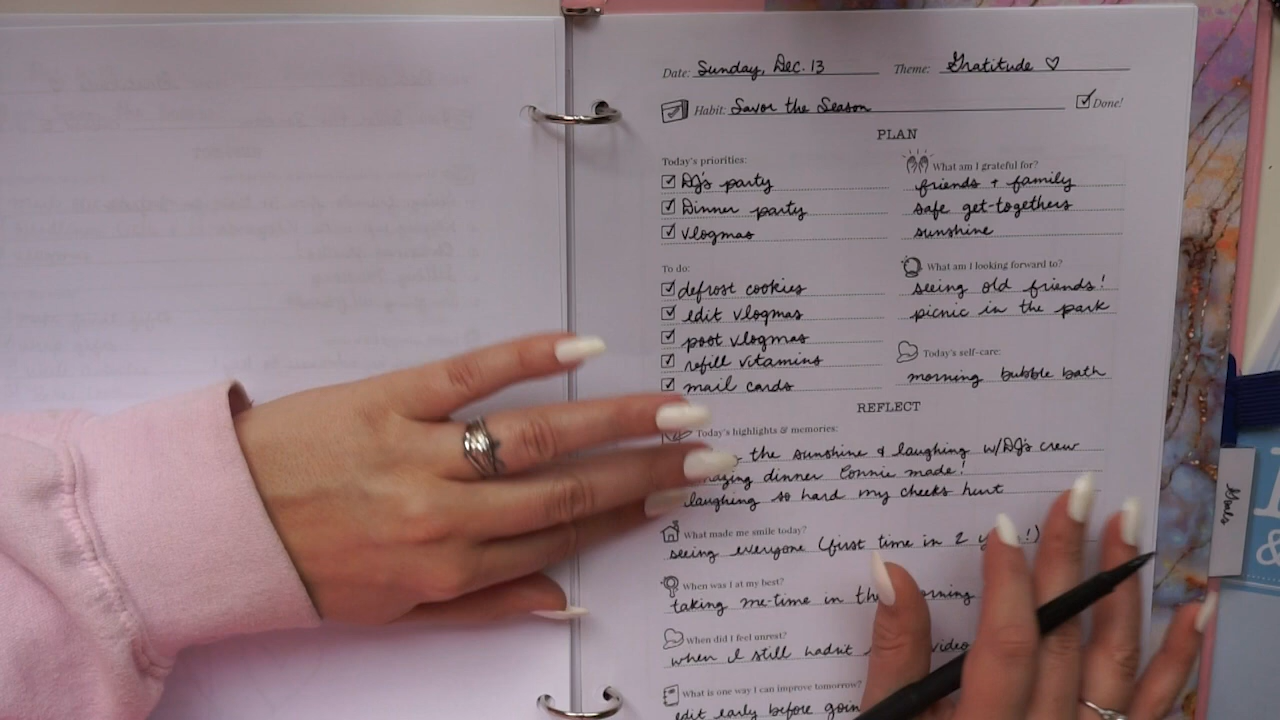 Date: Sunday, Dec. 13 Theme: Gratitude ♡
Habit: Savor the Season Done!
PLAN
Today's priorities:
DJ's party
Dinner party
vlogmas
What am I grateful for?
friends + family
safe get-togethers
sunshine
To do:
defrost cookies
edit vlogmas
post vlogmas
refill vitamins
mail cards
What am I looking forward to?
seeing old friends!
picnic in the park
Today's self-care:
morning bubble bath
REFLECT
Today's highlights & memories:
the sunshine & laughing w/DJ's crew
dinner Connie made!
laughing so hard my cheeks hurt
What made me smile today?
seeing everyone (first time in 2 !)
When was I at my best?
taking me-time in the
When did I feel unrest?
when I still hadn't video
What is one way I can improve tomorrow?
edit early before
Goals
&